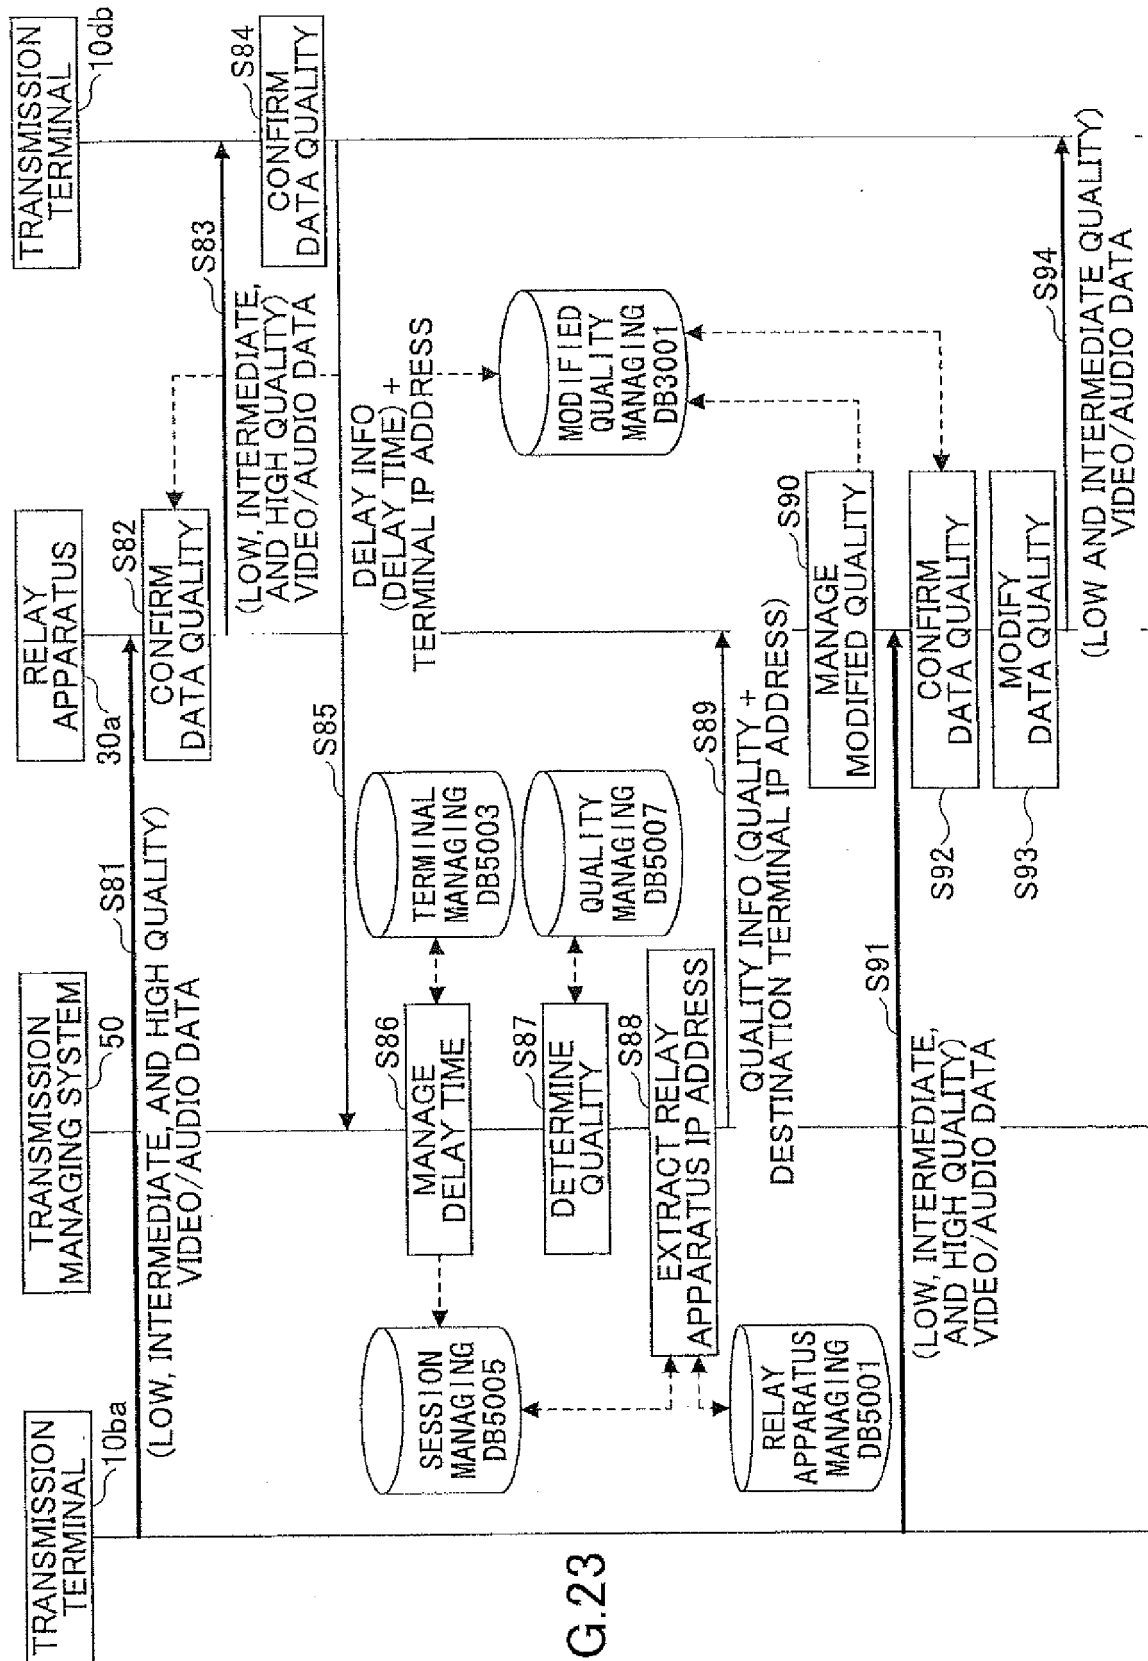 TRANSMISSION
TERMINAL
10ba
TRANSMISSION
MANAGING SYSTEM
50
RELAY
APPARATUS
30a
TRANSMISSION
TERMINAL
10db
S81
(LOW, INTERMEDIATE, AND HIGH QUALITY)
VIDEO/AUDIO DATA
S82
CONFIRM
DATA QUALITY
S83
(LOW, INTERMEDIATE,
AND HIGH QUALITY)
VIDEO/AUDIO DATA
S84
CONFIRM
DATA QUALITY
S85
DELAY INFO
(DELAY TIME) +
TERMINAL IP ADDRESS
S86
MANAGE
DELAY TIME
TERMINAL
MANAGING
DB5003
SESSION
MANAGING
DB5005
MODIFIED
QUALITY
MANAGING
DB3001
S87
DETERMINE
QUALITY
QUALITY
MANAGING
DB5007
S88
EXTRACT RELAY
APPARATUS IP ADDRESS
RELAY
APPARATUS
MANAGING
DB5001
S89
QUALITY INFO (QUALITY +
DESTINATION TERMINAL IP ADDRESS)
S90
MANAGE
MODIFIED QUALITY
S91
(LOW, INTERMEDIATE,
AND HIGH QUALITY)
VIDEO/AUDIO DATA
S92
CONFIRM
DATA QUALITY
S93
MODIFY
DATA QUALITY
S94
(LOW AND INTERMEDIATE QUALITY)
VIDEO/AUDIO DATA
G.23